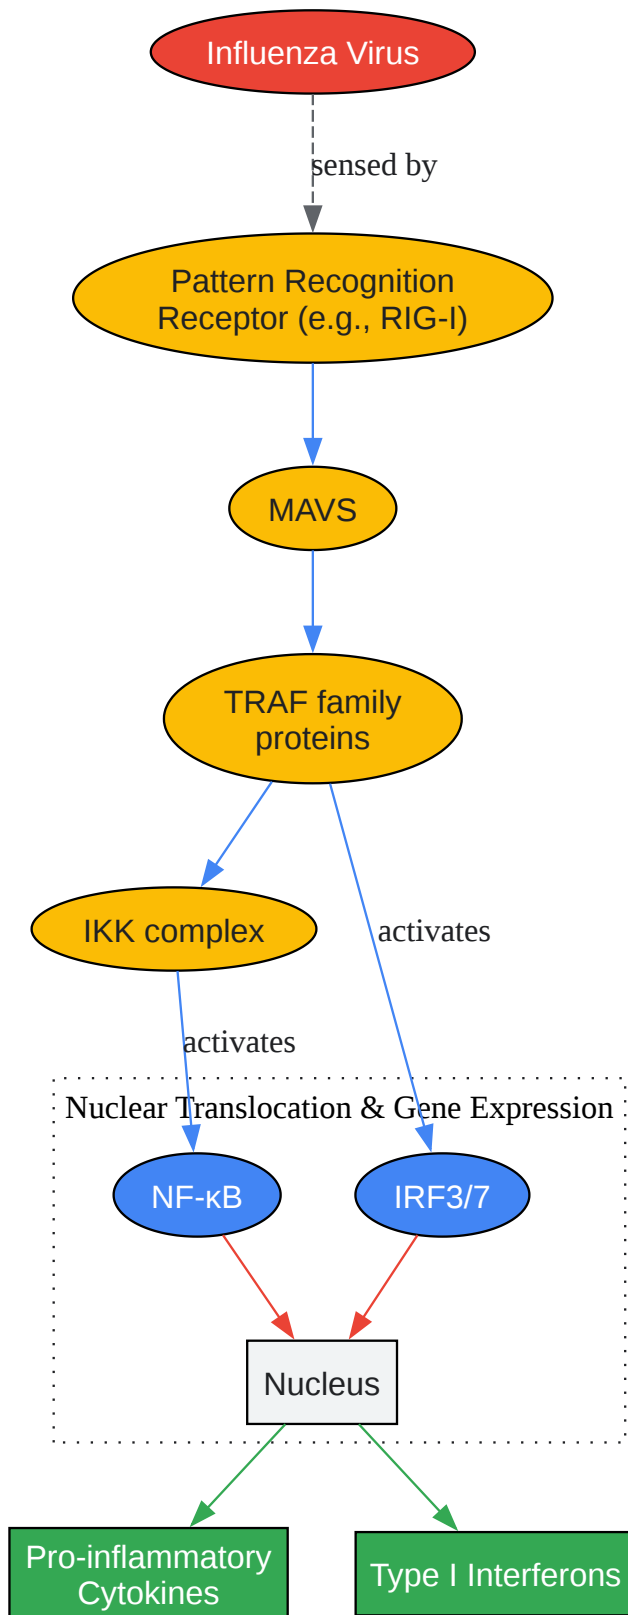 Influenza Virus
sensed by
Pattern Recognition
Receptor (e.g., RIG-I)
MAVS
TRAF family
proteins
IKK complex
activates
activates
Nuclear Translocation & Gene Expression
NF-κB
IRF3/7
Nucleus
Pro-inflammatory
Cytokines
Type I Interferons